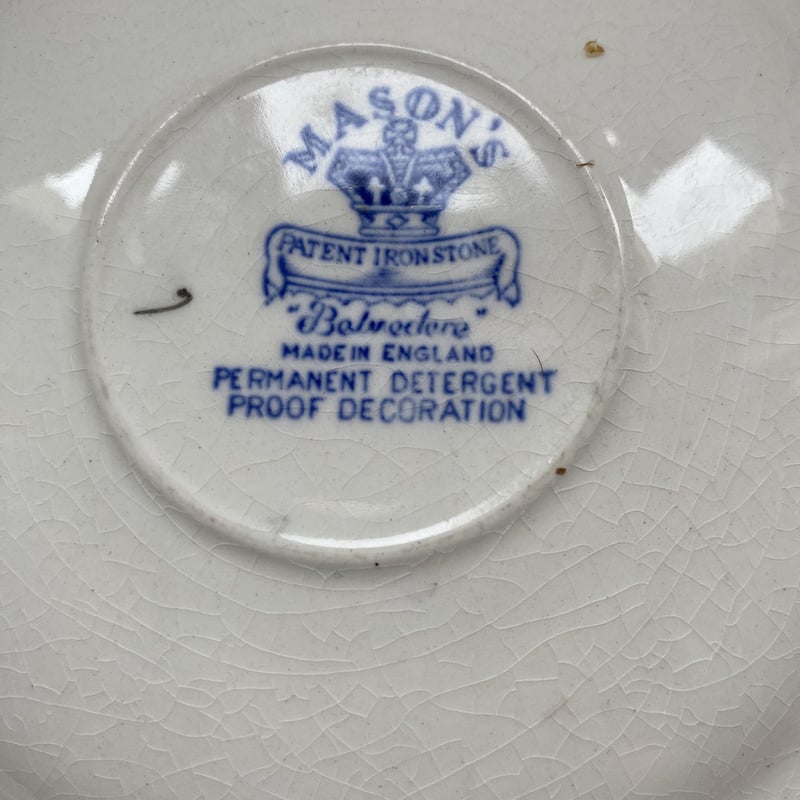 MASON'S
PATENT IRONSTONE
"Belvedere"
MADE IN ENGLAND
PERMANENT DETERGENT
PROOF DECORATION